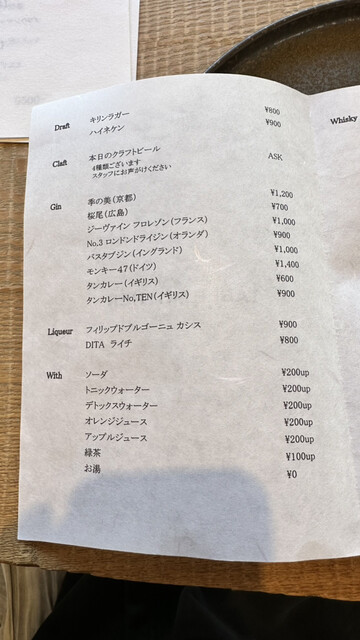 Draft キリンラガー ¥800
ハイネケン ¥900
Claft 本日のクラフトビール ASK
4種類ございます
スタッフにお声がけください
Gin 季の美(京都) ¥1,200
桜尾(広島) ¥700
ジーヴァイン フロレゾン(フランス) ¥1,000
No,3 ロンドンドライジン(オランダ) ¥900
バスタブジン(イングランド) ¥1,000
モンキー47(ドイツ) ¥1,400
タンカレー(イギリス) ¥600
タンカレーNo,TEN(イギリス) ¥900
Liqueur フィリップドブルゴーニュ カシス ¥900
DITA ライチ ¥800
With ソーダ ¥200up
トニックウォーター ¥200up
デトックスウォーター ¥200up
オレンジジュース ¥200up
アップルジュース ¥200up
緑茶 ¥100up
お湯 ¥0
Whisky